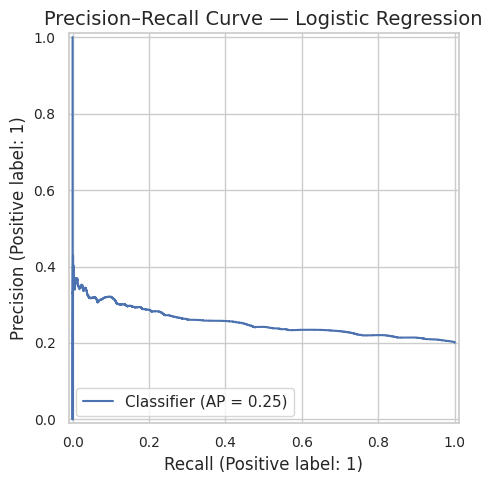 Precision–Recall Curve — Logistic Regression
1.0
0.8
0.6
0.4
0.2
0.0
Precision (Positive label: 1)
Classifier (AP = 0.25)
0.0 0.2 0.4 0.6 0.8 1.0
Recall (Positive label: 1)